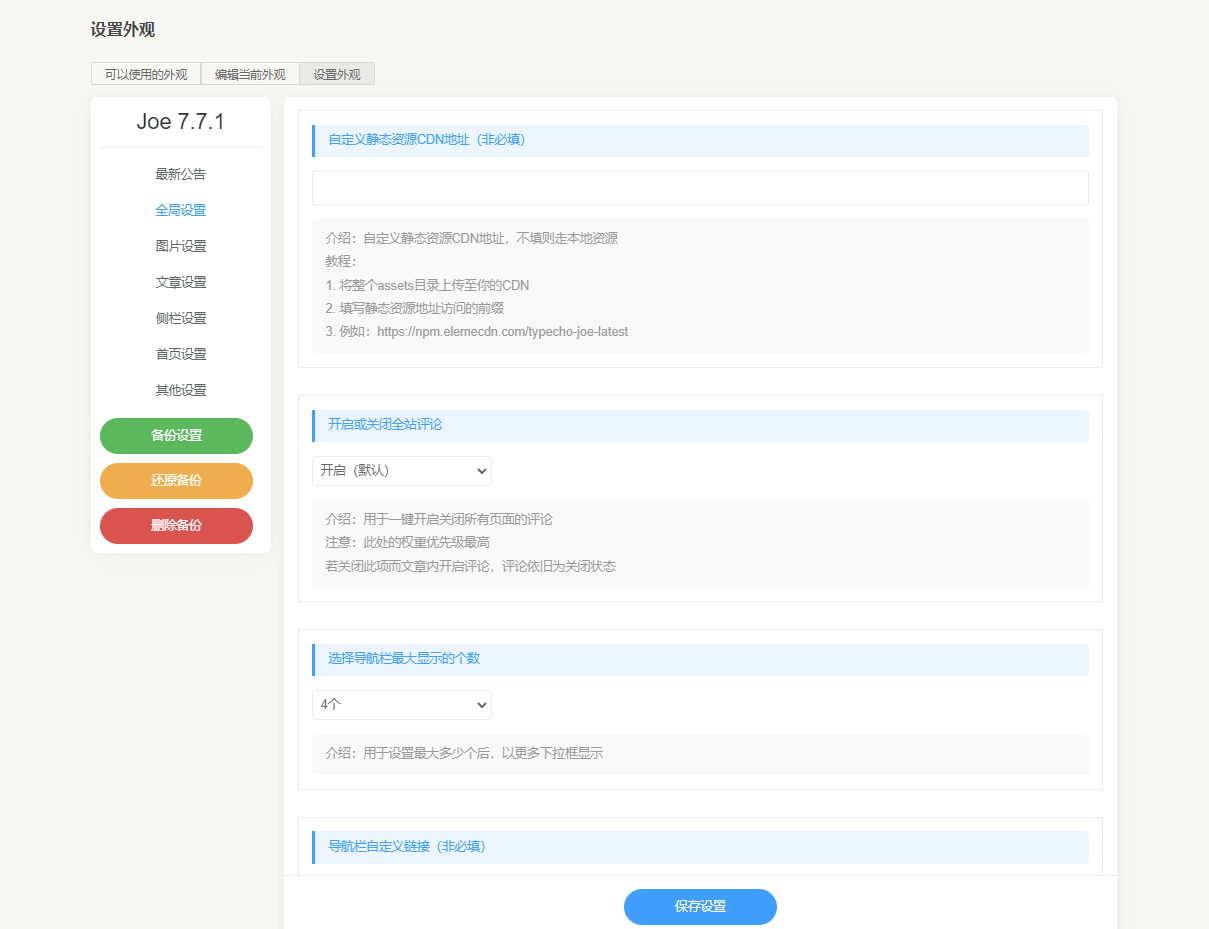 设置外观
可以使用的外观 编辑当前外观 设置外观
Joe 7.7.1
最新公告
全局设置
图片设置
文章设置
侧栏设置
首页设置
其他设置
备份设置
还原备份
删除备份
自定义静态资源CDN地址（非必填）
介绍：自定义静态资源CDN地址，不填则走本地资源
教程：
1. 将整个assets目录上传至你的CDN
2. 填写静态资源地址访问的前缀
3. 例如：https://npm.elemecdn.com/typecho-joe-latest
开启或关闭全站评论
开启（默认）
介绍：用于一键开启关闭所有页面的评论
注意：此处的权重优先级最高
若关闭此项而文章内开启评论，评论依旧为关闭状态
选择导航栏最大显示的个数
4个
介绍：用于设置最大多少个后，以更多下拉框显示
导航栏自定义链接（非必填）
保存设置